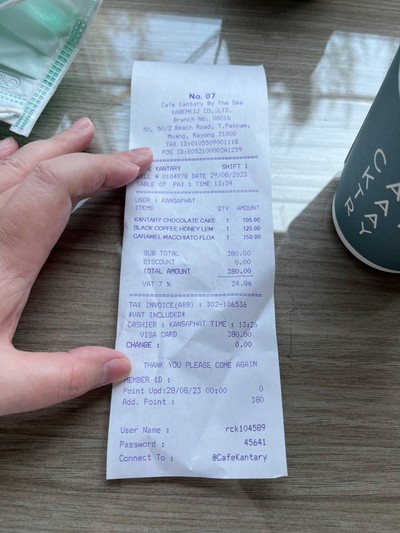 No. 07
Cafe Kantary By The Sea
KASEMKIJ CO.,LTD.
Branch No. 00016
50, 50/2 Beach Road, T.Paknam,
Muang, Rayong 21000
TAX ID:0105509001118
POS ID:E052100002A1259
KANTARY SHIFT 1
BILL # 0104978 DATE 29/08/2023
TABLE 07 PAX 1 TIME 13:24
USER : KANSAPHAT
ITEMS QTY AMOUNT
KANTARY CHOCOLATE CAKE 1 105.00
BLACK COFFEE HONEY LEM 1 125.00
CARAMEL MACCHIATO FLOA 1 150.00
SUB TOTAL 380.00
DISCOUNT 0.00
TOTAL AMOUNT 380.00
VAT 7 % 24.86
TAX INVOICE(ABB) : 302-106536
#VAT INCLUDED#
CASHIER : KANSAPHAT TIME : 13:26
VISA CARD 380.00
CHANGE : 0.00
THANK YOU PLEASE COME AGAIN
MEMBER ID :
Point Upd:28/08/23 00:00 0
Add. Point : 380
User Name : rck104589
Password : 45641
Connect To : @CafeKantary